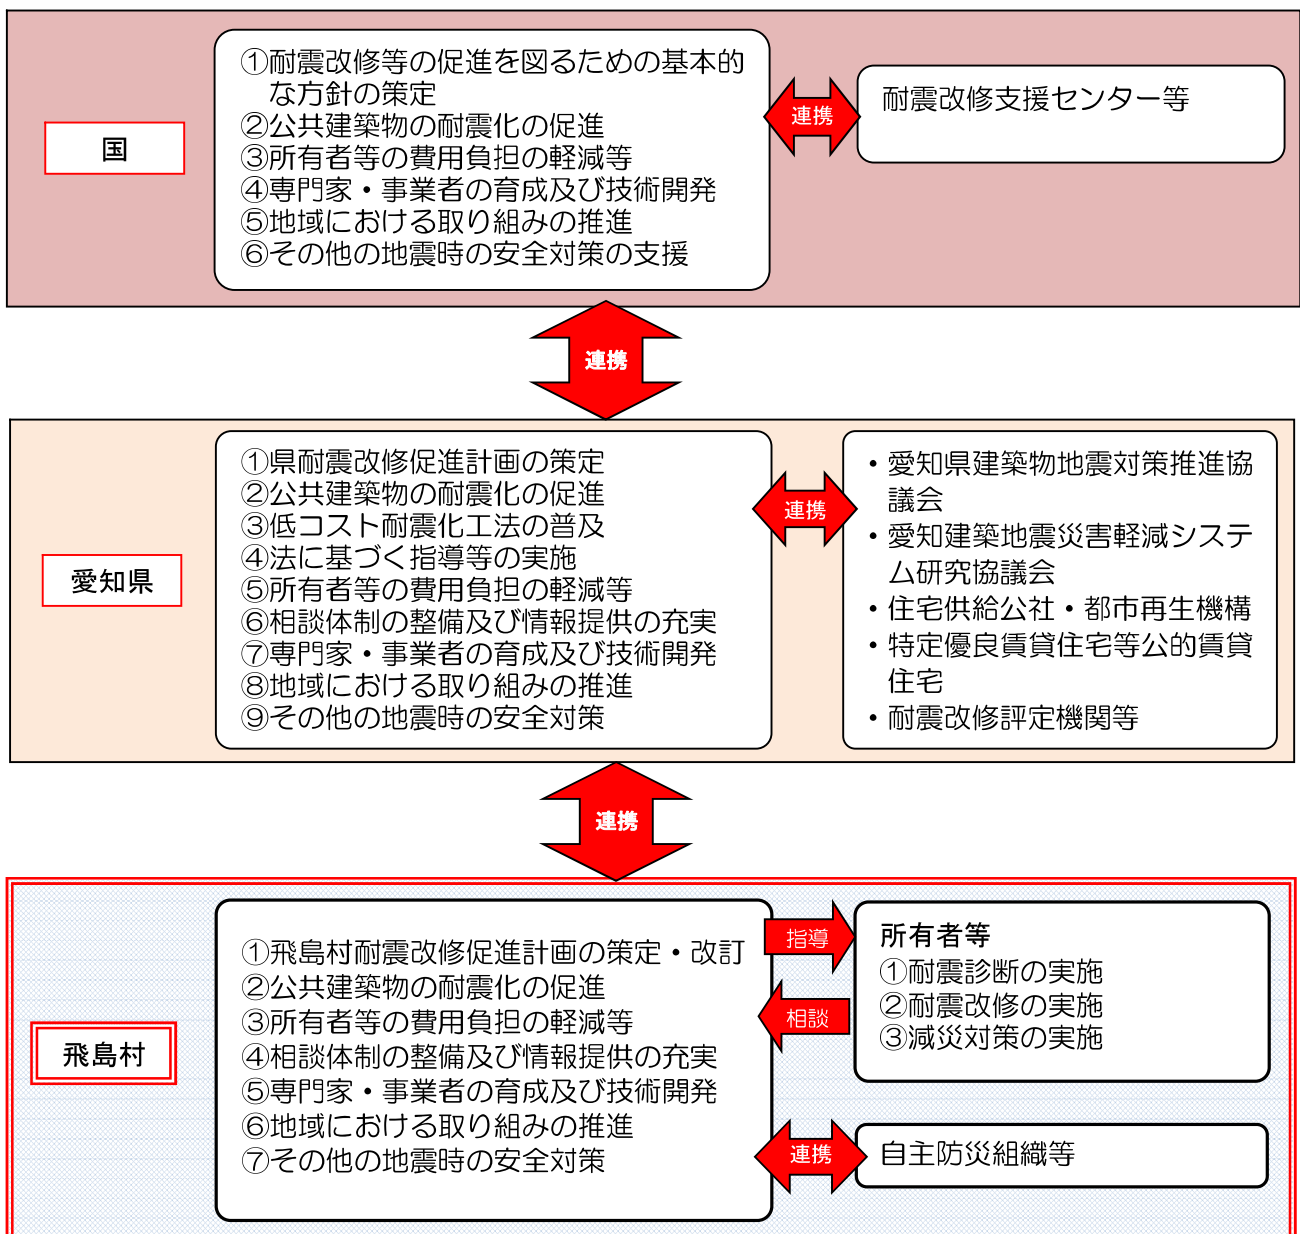 国
①耐震改修等の促進を図るための基本的
な方針の策定
②公共建築物の耐震化の促進
③所有者等の費用負担の軽減等
④専門家・事業者の育成及び技術開発
⑤地域における取り組みの推進
⑥その他の地震時の安全対策の支援
連携
耐震改修支援センター等
連携
愛知県
①県耐震改修促進計画の策定
②公共建築物の耐震化の促進
③低コスト耐震化工法の普及
④法に基づく指導等の実施
⑤所有者等の費用負担の軽減等
⑥相談体制の整備及び情報提供の充実
⑦専門家・事業者の育成及び技術開発
⑧地域における取り組みの推進
⑨その他の地震時の安全対策
連携
・愛知県建築物地震対策推進協
議会
・愛知建築地震災害軽減システ
ム研究協議会
・住宅供給公社・都市再生機構
・特定優良賃貸住宅等公的賃貸
住宅
・耐震改修評定機関等
連携
飛島村
①飛島村耐震改修促進計画の策定・改訂
②公共建築物の耐震化の促進
③所有者等の費用負担の軽減等
④相談体制の整備及び情報提供の充実
⑤専門家・事業者の育成及び技術開発
⑥地域における取り組みの推進
⑦その他の地震時の安全対策
指導
相談
所有者等
①耐震診断の実施
②耐震改修の実施
③減災対策の実施
連携
自主防災組織等